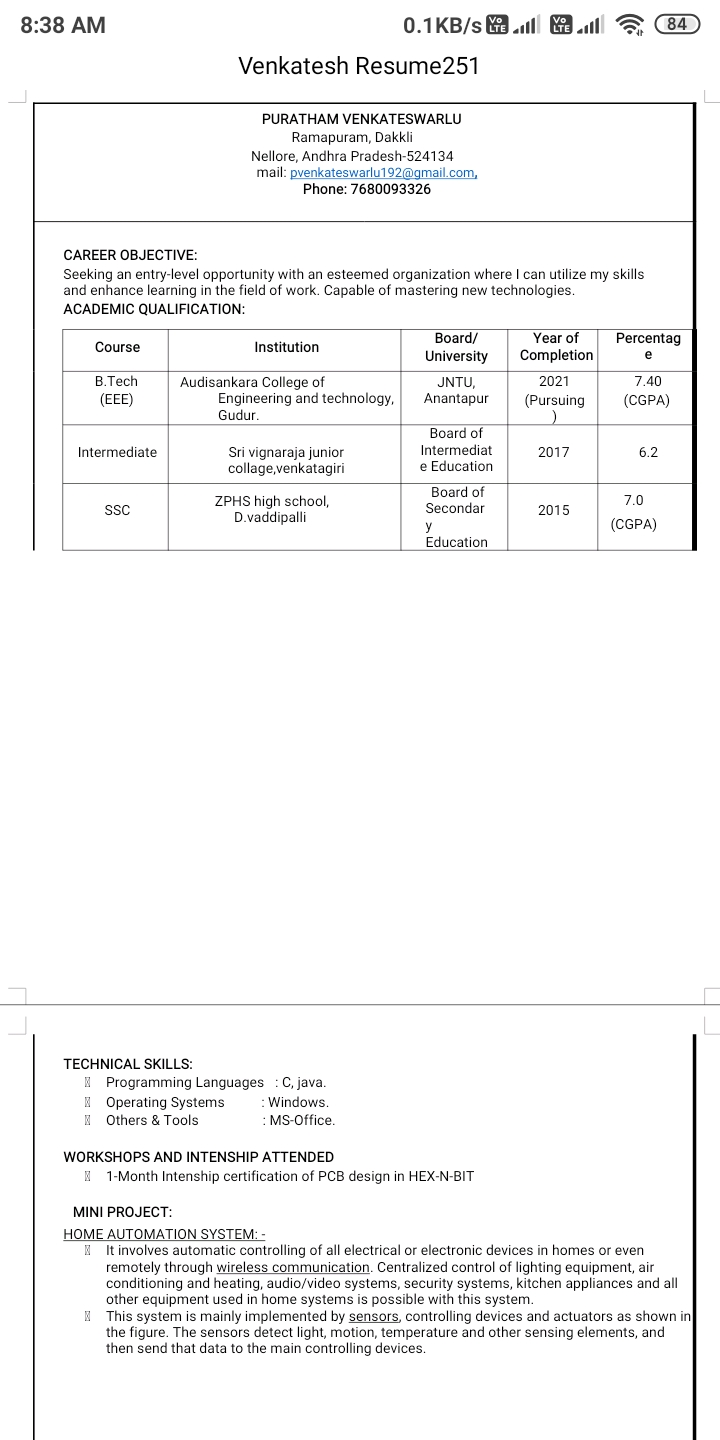 8:38 AM 0.1KB/s Vo LTE Vo LTE 84
Venkatesh Resume251
PURATHAM VENKATESWARLU
Ramapuram, Dakkli
Nellore, Andhra Pradesh-524134
mail: pvenkateswarlu192@gmail.com,
Phone: 7680093326
CAREER OBJECTIVE:
Seeking an entry-level opportunity with an esteemed organization where I can utilize my skills
and enhance learning in the field of work. Capable of mastering new technologies.
ACADEMIC QUALIFICATION:
Course Institution Board/ University Year of Completion Percentag e
B.Tech (EEE) Audisankara College of Engineering and technology, Gudur. JNTU, Anantapur 2021 (Pursuing ) 7.40 (CGPA)
Intermediate Sri vignaraja junior collage,venkatagiri Board of Intermediat e Education 2017 6.2
SSC ZPHS high school, D.vaddipalli Board of Secondar y Education 2015 7.0 (CGPA)
TECHNICAL SKILLS:
Programming Languages : C, java.
Operating Systems : Windows.
Others & Tools : MS-Office.
WORKSHOPS AND INTENSHIP ATTENDED
1-Month Intenship certification of PCB design in HEX-N-BIT
MINI PROJECT:
HOME AUTOMATION SYSTEM: -
It involves automatic controlling of all electrical or electronic devices in homes or even
remotely through wireless communication. Centralized control of lighting equipment, air
conditioning and heating, audio/video systems, security systems, kitchen appliances and all
other equipment used in home systems is possible with this system.
This system is mainly implemented by sensors, controlling devices and actuators as shown in
the figure. The sensors detect light, motion, temperature and other sensing elements, and
then send that data to the main controlling devices.